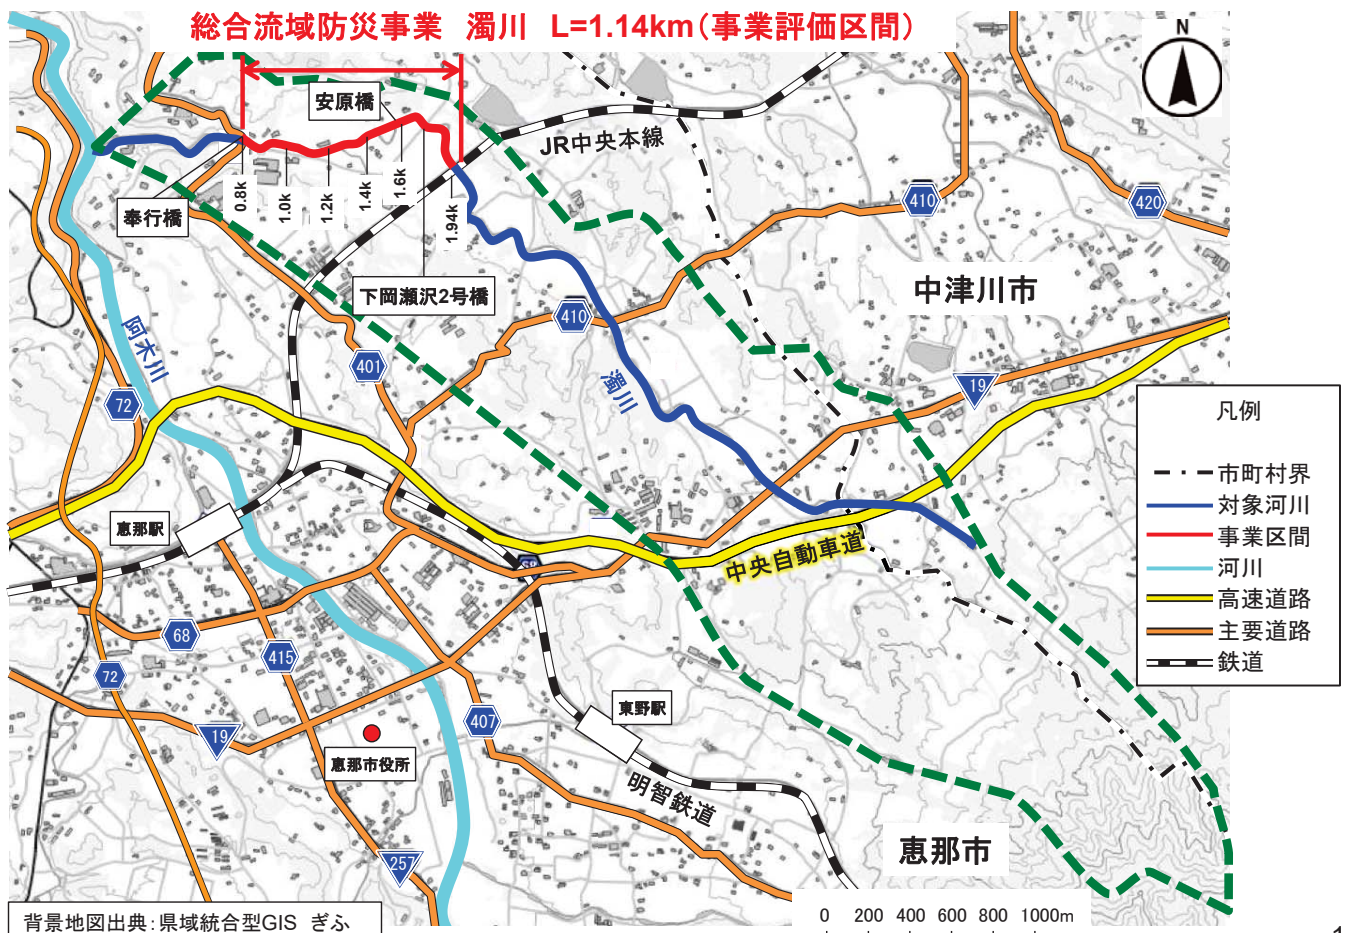 総合流域防災事業 濁川 L=1.14km(事業評価区間)
N
安原橋
JR中央本線
奉行橋
0.8k
1.0k
1.2k
1.4k
1.6k
1.94k
下岡瀬沢2号橋
410
420
中津川市
410
阿木川
401
濁川
19
72
凡例
市町村界
対象河川
事業区間
河川
高速道路
主要道路
鉄道
恵那駅
中央自動車道
68
68
415
72
407
東野駅
19
恵那市役所
明智鉄道
恵那市
257
背景地図出典:県域統合型GIS ぎふ
0 200 400 600 800 1000m
1